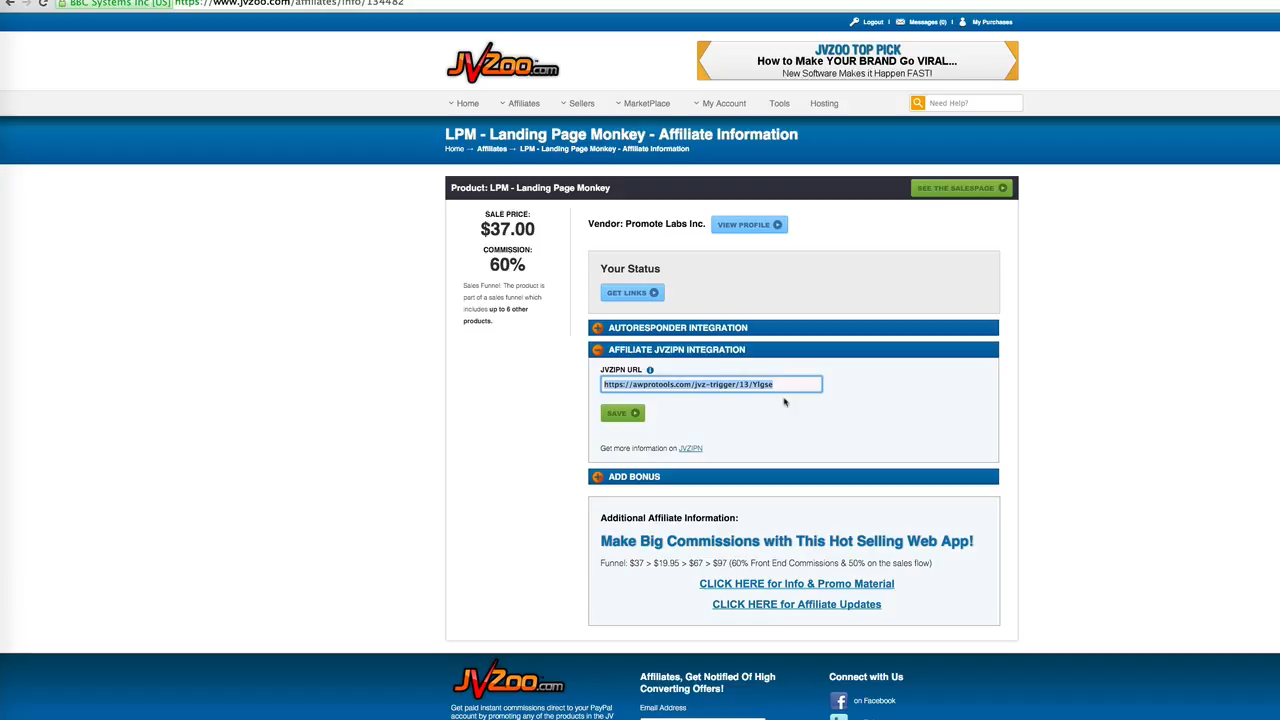 BBC Systems Inc [US] https://www.jvzoo.com/affiliates/info/134482
Logout | Messages (0) | My Purchases
JVZoo.com
JVZOO TOP PICK
How to Make YOUR BRAND Go VIRAL...
New Software Makes it Happen FAST!
Home Affiliates Sellers MarketPlace My Account Tools Hosting Need Help?
LPM - Landing Page Monkey - Affiliate Information
Home → Affiliates → LPM - Landing Page Monkey - Affiliate Information
Product: LPM - Landing Page Monkey
SEE THE SALESPAGE
SALE PRICE:
$37.00
COMMISSION:
60%
Sales Funnel: The product is
part of a sales funnel which
includes up to 6 other
products.
Vendor: Promote Labs Inc. VIEW PROFILE
Your Status
GET LINKS
AUTORESPONDER INTEGRATION
AFFILIATE JVZIPN INTEGRATION
JVZIPN URL
https://awprotools.com/jvz-trigger/13/Ylgse
SAVE
Get more information on JVZIPN
ADD BONUS
Additional Affiliate Information:
Make Big Commissions with This Hot Selling Web App!
Funnel: $37 > $19.95 > $67 > $97 (60% Front End Commissions & 50% on the sales flow)
CLICK HERE for Info & Promo Material
CLICK HERE for Affiliate Updates
JVZoo.com
Get paid instant commissions direct to your PayPal
account by promoting any of the products in the JV
Affiliates, Get Notified Of High
Converting Offers!
Email Address
Connect with Us
on Facebook